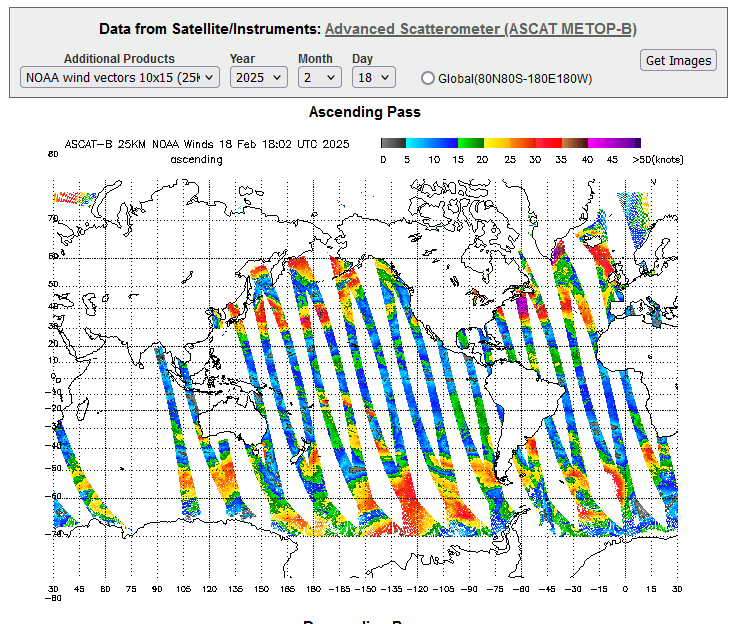 Data from Satellite/Instruments: Advanced Scatterometer (ASCAT METOP-B)
Additional Products Year Month Day
NOAA wind vectors 10x15 (25K 2025 2 18 Global(80N80S-180E180W) Get Images
Ascending Pass
ASCAT-B 25KM NOAA Winds 18 Feb 18:02 UTC 2025
ascending
0 5 10 15 20 25 30 35 40 45 >50(knots)
80
70
60
50
40
30
20
10
0
-10
-20
-30
-40
-50
-60
-70
30 45 60 75 90 105 120 135 150 165 180 -165 -150 -135 -120 -105 -90 -75 -60 -45 -30 -15 0 15 30
-80